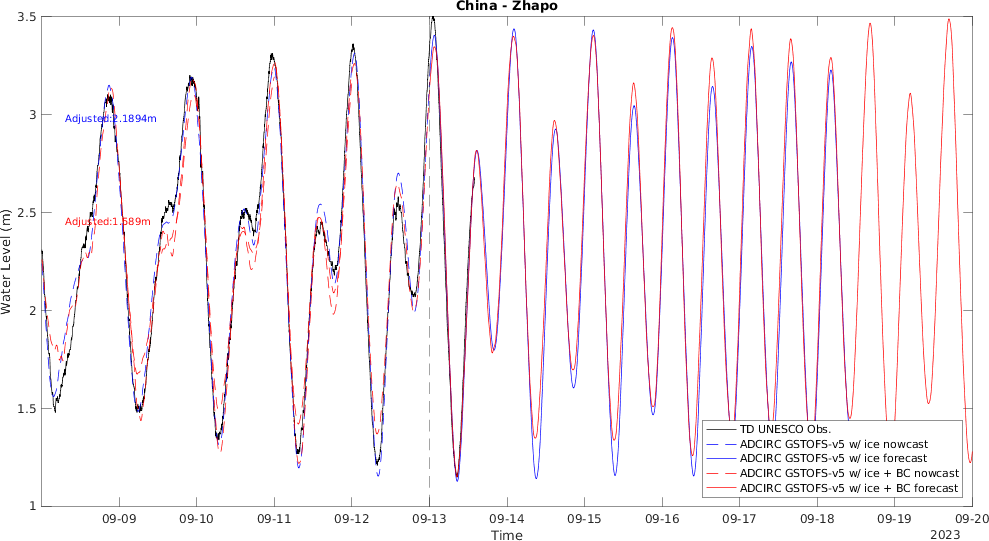 China - Zhapo
3.5
3
2.5
2
1.5
1
Water Level (m)
Adjusted:2.1894m
Adjusted:1.689m
TD UNESCO Obs.
ADCIRC GSTOFS-v5 w/ ice nowcast
ADCIRC GSTOFS-v5 w/ ice forecast
ADCIRC GSTOFS-v5 w/ ice + BC nowcast
ADCIRC GSTOFS-v5 w/ ice + BC forecast
09-09 09-10 09-11 09-12 09-13 09-14 09-15 09-16 09-17 09-18 09-19 09-20
Time
2023